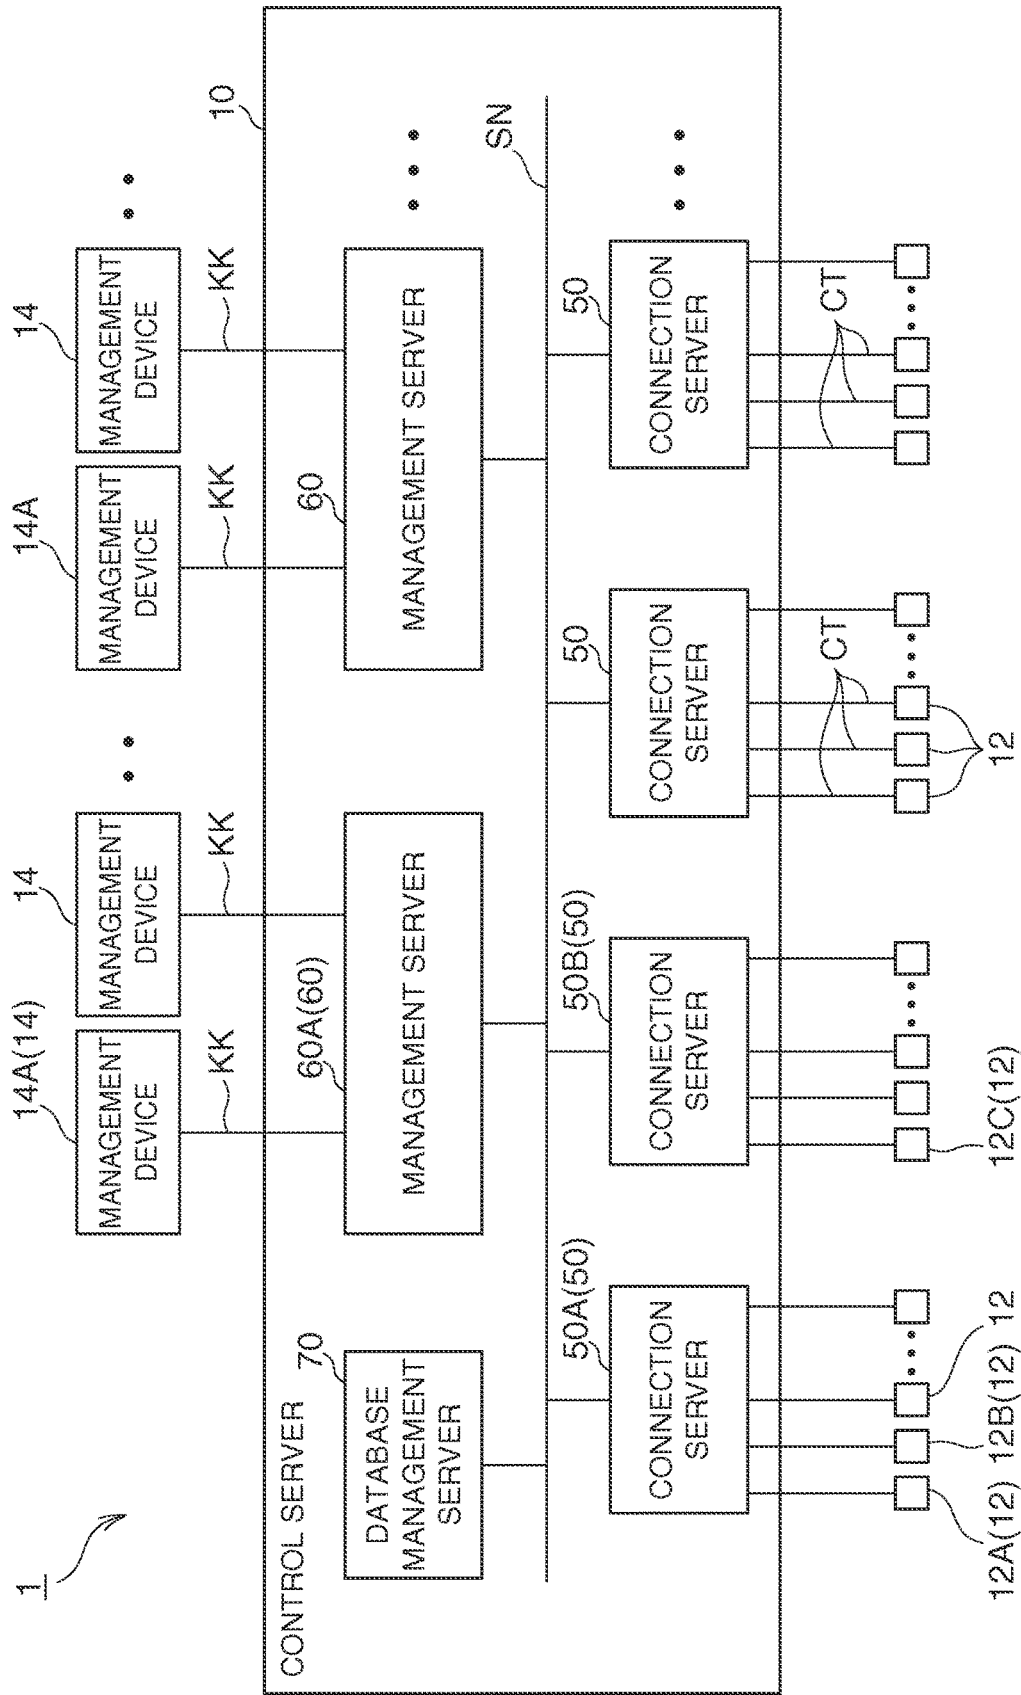 1
14A(14)
14
14A
14
MANAGEMENT
DEVICE
MANAGEMENT
DEVICE
MANAGEMENT
DEVICE
MANAGEMENT
DEVICE
KK
KK
KK
KK
10
CONTROL SERVER
70
60A(60)
60
DATABASE
MANAGEMENT
SERVER
MANAGEMENT SERVER
MANAGEMENT SERVER
SN
50A(50)
50B(50)
50
50
CONNECTION
SERVER
CONNECTION
SERVER
CONNECTION
SERVER
CONNECTION
SERVER
CT
CT
12A(12)
12B(12)
12
12C(12)
12